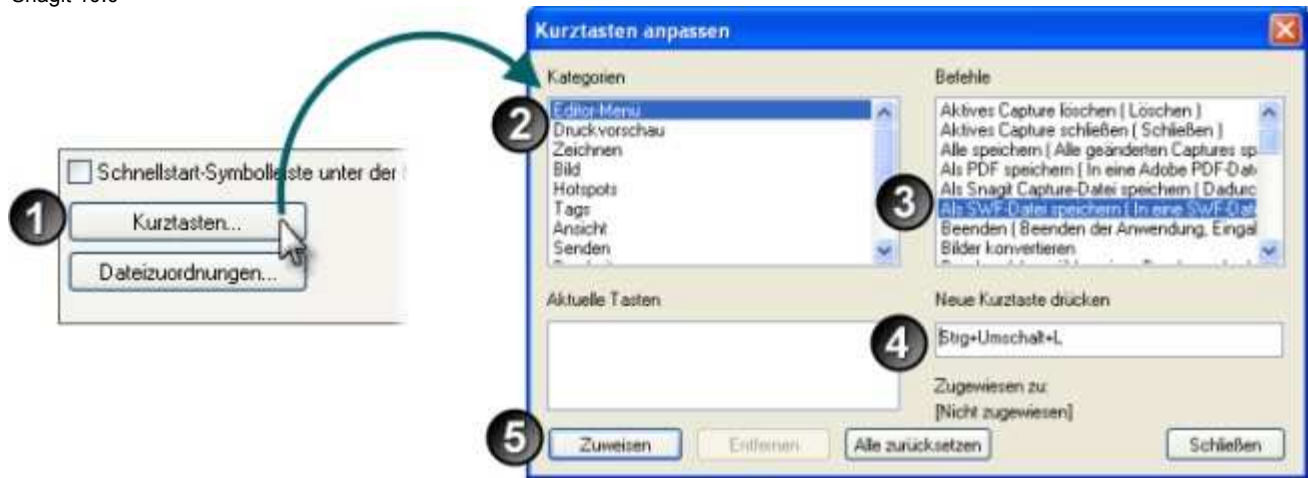 Kurztasten anpassen
Kategorien
Befehle
Editor-Menü
Druckvorschau
Zeichnen
Bild
Hotspots
Tags
Ansicht
Senden
Aktives Capture löschen ( Löschen )
Aktives Capture schließen ( Schließen )
Alle speichern ( Alle geänderten Captures sp
Als PDF speichern ( In eine Adobe PDF-Dat
Als Snagit Capture-Datei speichern ( Dadurc
Als SWF-Datei speichern ( In eine SWF-Dat
Beenden ( Beenden der Anwendung, Eingal
Bilder konvertieren
2
3
Schnellstart-Symbolleiste unter der
1
Kurztasten...
Dateizuordnungen...
Aktuelle Tasten
Neue Kurztaste drücken
4
Strg+Umschalt+L
Zugewiesen zu:
[Nicht zugewiesen]
5
Zuweisen
Entfernen
Alle zurücksetzen
Schließen